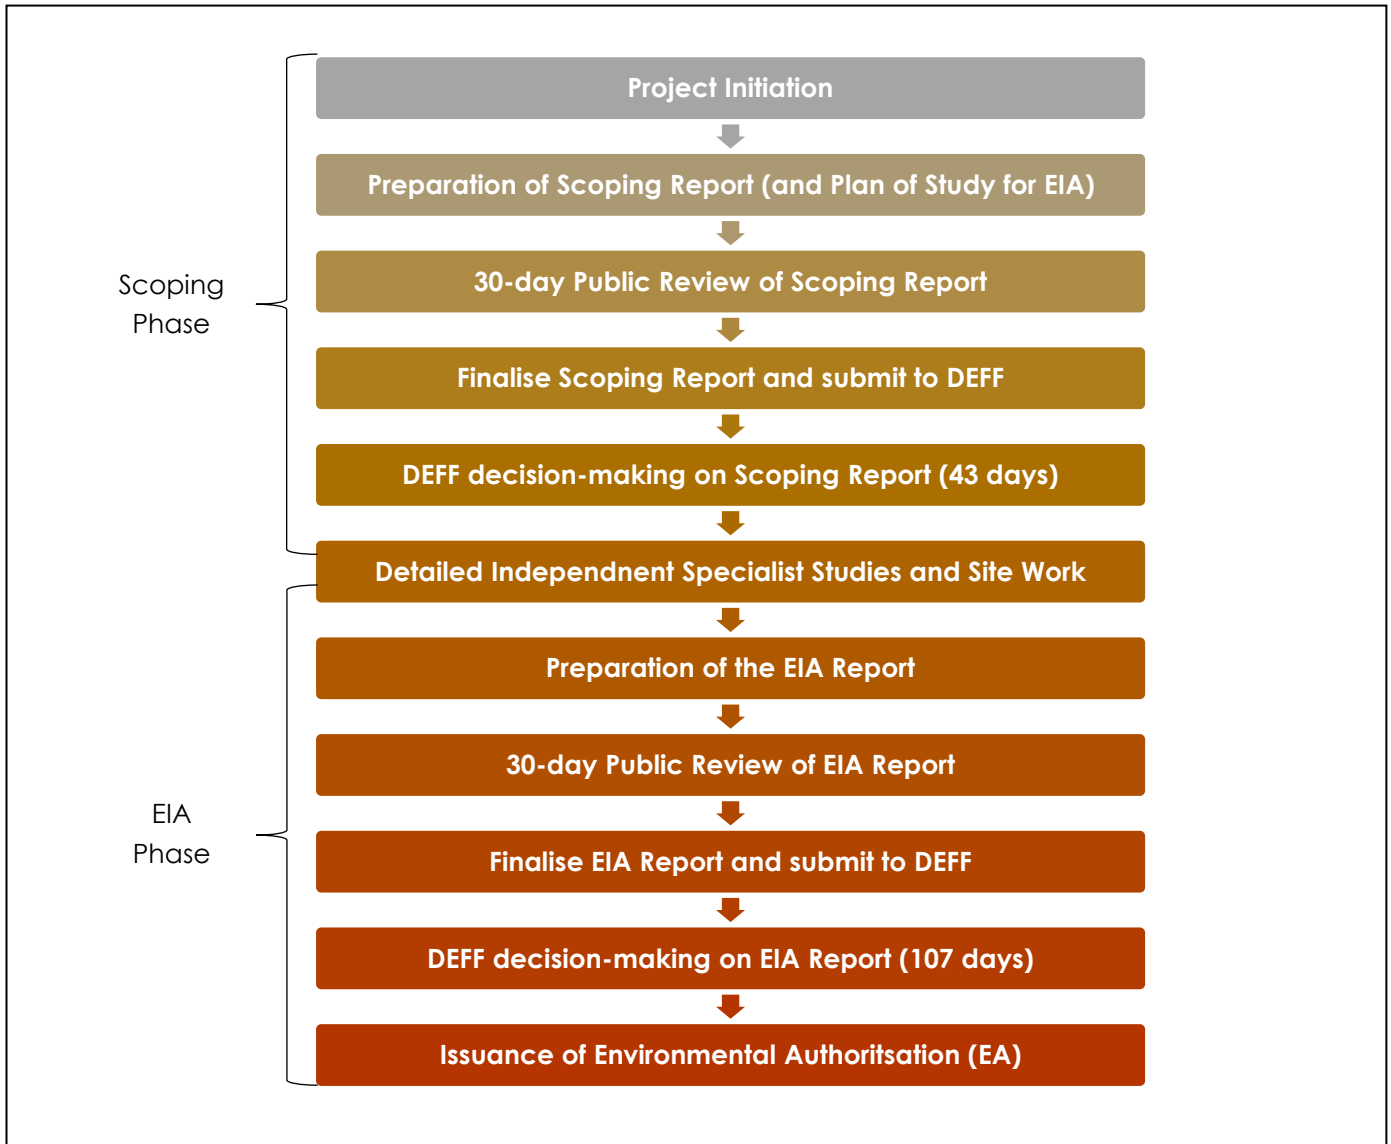 Project Initiation
Preparation of Scoping Report (and Plan of Study for EIA)
30-day Public Review of Scoping Report
Scoping
Phase
Finalise Scoping Report and submit to DEFF
DEFF decision-making on Scoping Report (43 days)
Detailed Independnent Specialist Studies and Site Work
Preparation of the EIA Report
30-day Public Review of EIA Report
EIA
Phase
Finalise EIA Report and submit to DEFF
DEFF decision-making on EIA Report (107 days)
Issuance of Environmental Authoritsation (EA)